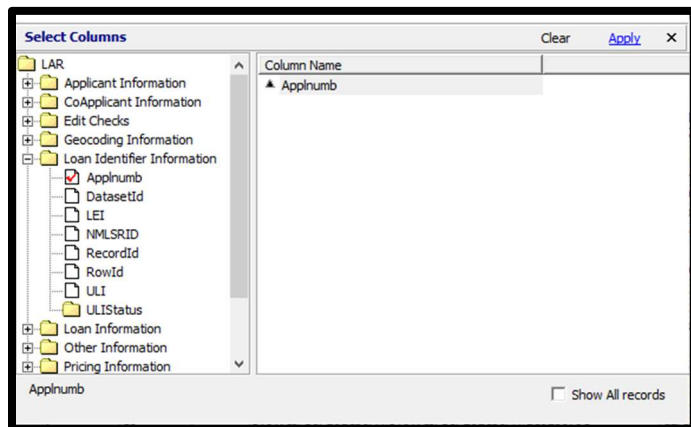 Select Columns
Clear
Apply
LAR
Applicant Information
CoApplicant Information
Edit Checks
Geocoding Information
Loan Identifier Information
Applnumb
DatasetId
LEI
NMLSRID
RecordId
RowId
ULI
ULIStatus
Loan Information
Other Information
Pricing Information
Column Name
Applnumb
Applnumb
Show All records